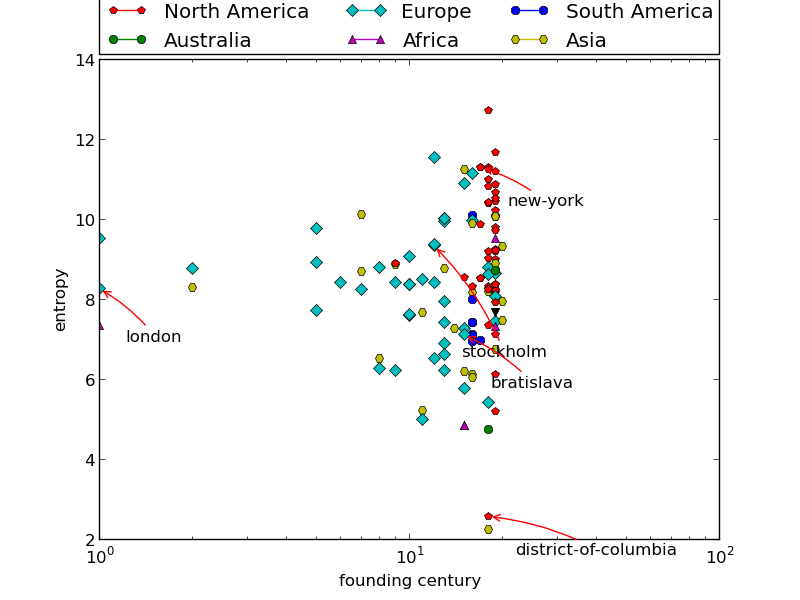 North America Europe South America
Australia Africa Asia
14
12
10
8
6
4
2
entropy
new-york
london
stockholm
bratislava
district-of-columbia
10^0 10^1 10^2
founding century